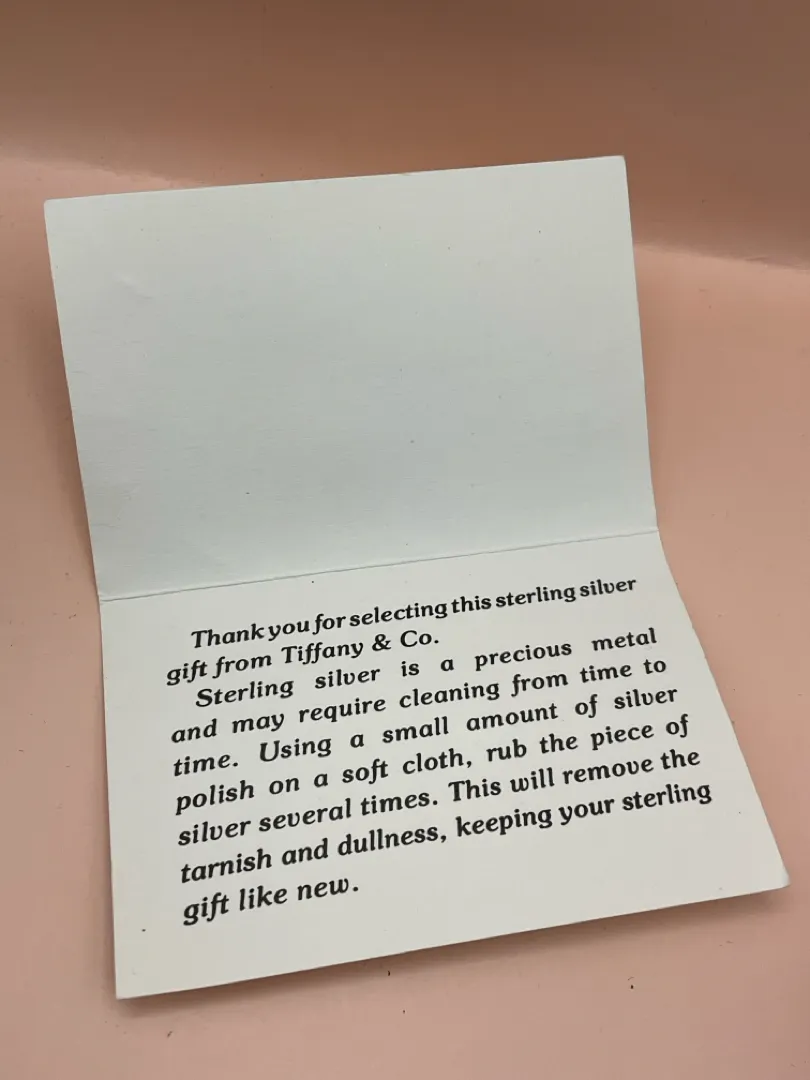 Thank you for selecting this sterling silver
gift from Tiffany & Co.
Sterling silver is a precious metal
and may require cleaning from time to
time. Using a small amount of silver
polish on a soft cloth, rub the piece of
silver several times. This will remove the
tarnish and dullness, keeping your sterling
gift like new.